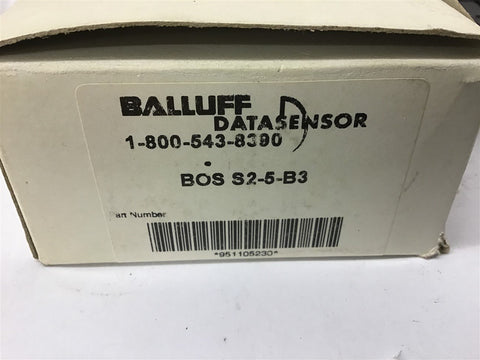 BALLUFF
DATASENSOR
1-800-543-8390
BOS S2-5-B3
Part Number
*951105230*